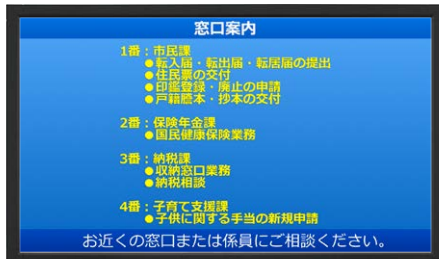 窓口案内
1番：市民課
●転入届・転出届・転居届の提出
●住民票の交付
●印鑑登録・廃止の申請
●戸籍謄本・抄本の交付
2番：保険年金課
●国民健康保険業務
3番：納税課
●収納窓口業務
●納税相談
4番：子育て支援課
●子供に関する手当の新規申請
お近くの窓口または係員にご相談ください。